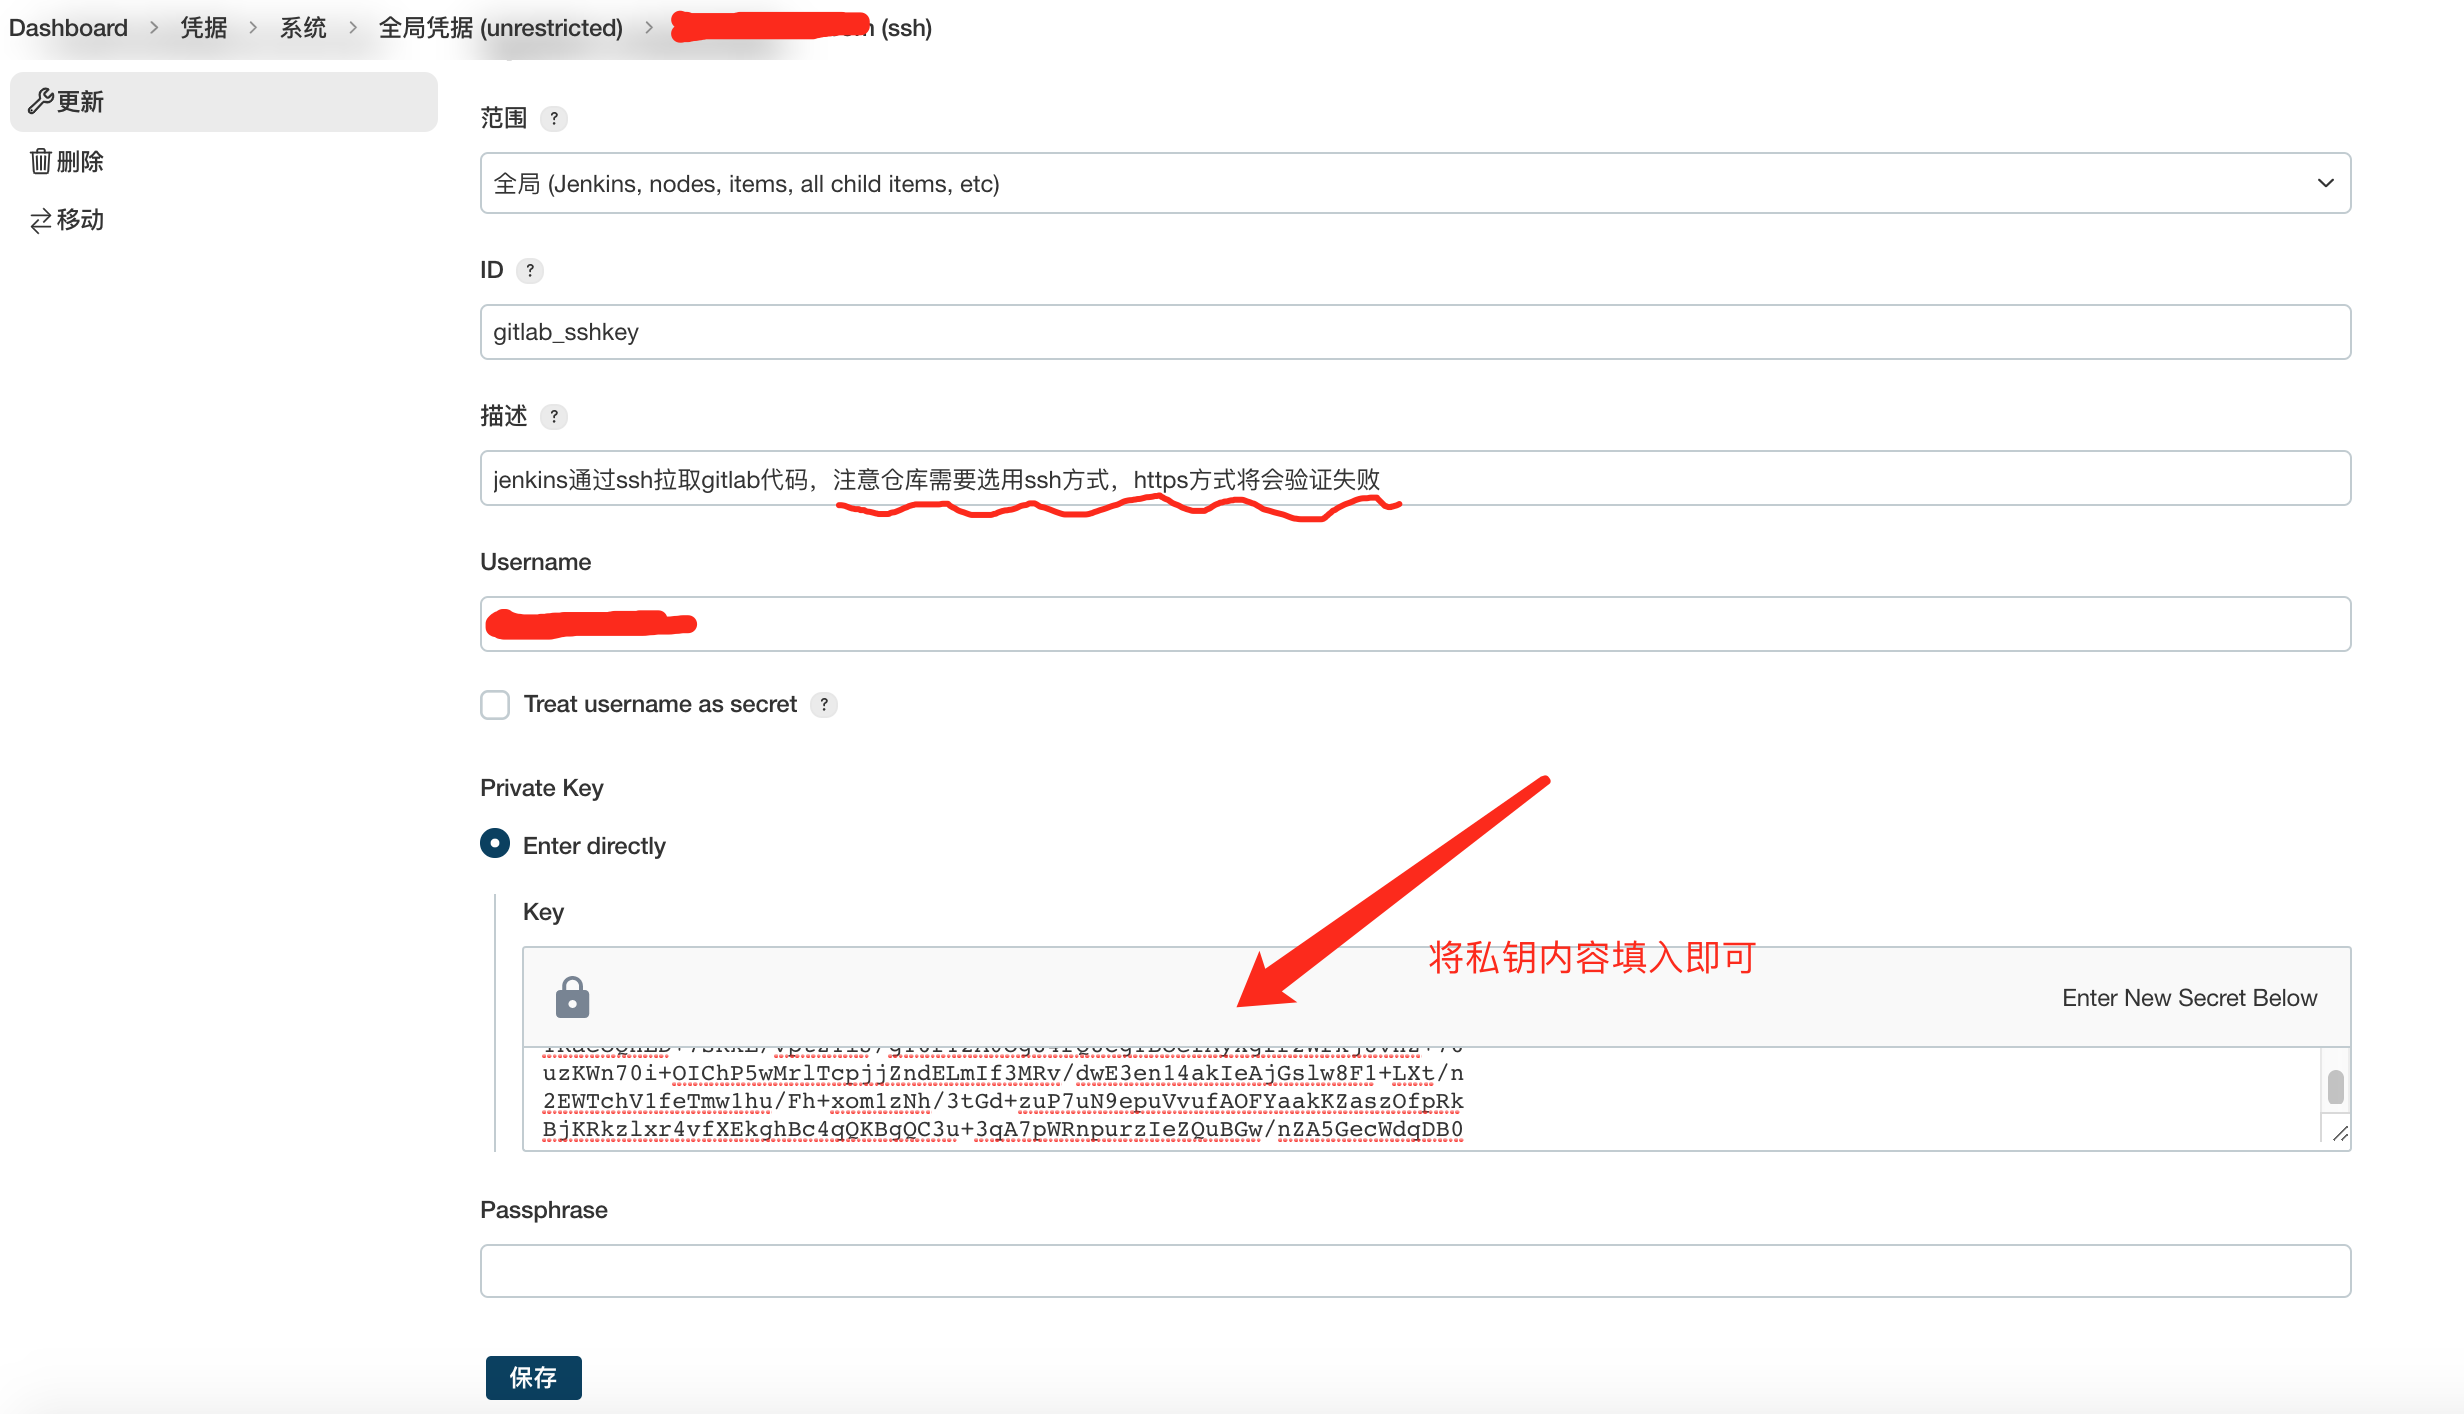 Dashboard > 凭据 > 系统 > 全局凭据 (unrestricted) > (ssh)
更新
删除
移动
范围 ?
全局 (Jenkins, nodes, items, all child items, etc)
ID ?
gitlab_sshkey
描述 ?
jenkins通过ssh拉取gitlab代码，注意仓库需要选用ssh方式，https方式将会验证失败
Username
Treat username as secret ?
Private Key
Enter directly
Key
将私钥内容填入即可
Enter New Secret Below
uzKWn70i+OIChP5wMrlTcpjjZndELmIf3MRv/dwE3en14akIeAjGslw8F1+LXt/n
2EWTchV1feTmw1hu/Fh+xom1zNh/3tGd+zuP7uN9epuVvufAOFYaakKZaszOfpRk
BjKRkzlxr4vfXEkghBc4qQKBgQC3u+3qA7pWRnpurzIeZQuBGw/nZA5GecWdqDB0
Passphrase
保存